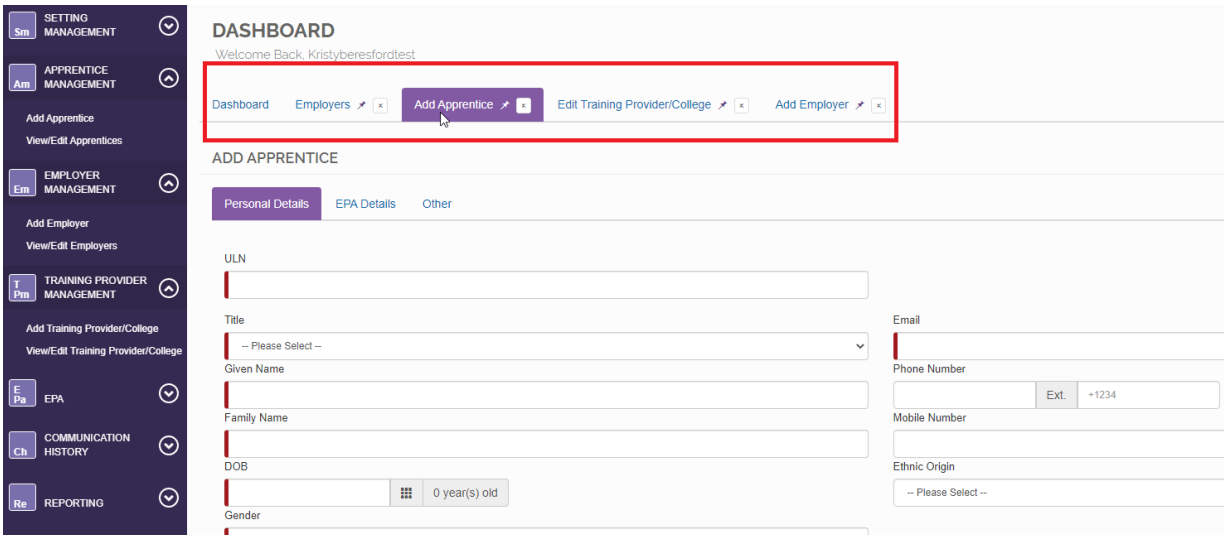 Sm
SETTING
MANAGEMENT
Am
APPRENTICE
MANAGEMENT
Add Apprentice
View/Edit Apprentices
Em
EMPLOYER
MANAGEMENT
Add Employer
View/Edit Employers
T
Pm
TRAINING PROVIDER
MANAGEMENT
Add Training Provider/College
View/Edit Training Provider/College
E
Pa
EPA
Ch
COMMUNICATION
HISTORY
Re
REPORTING
DASHBOARD
Welcome Back, Kristyberesfordtest
Dashboard Employers x Add Apprentice x Edit Training Provider/College x Add Employer x
ADD APPRENTICE
Personal Details EPA Details Other
ULN
Title
-- Please Select --
Given Name
Family Name
DOB
0 year(s) old
Gender
Email
Phone Number
Ext. +1234
Mobile Number
Ethnic Origin
-- Please Select --